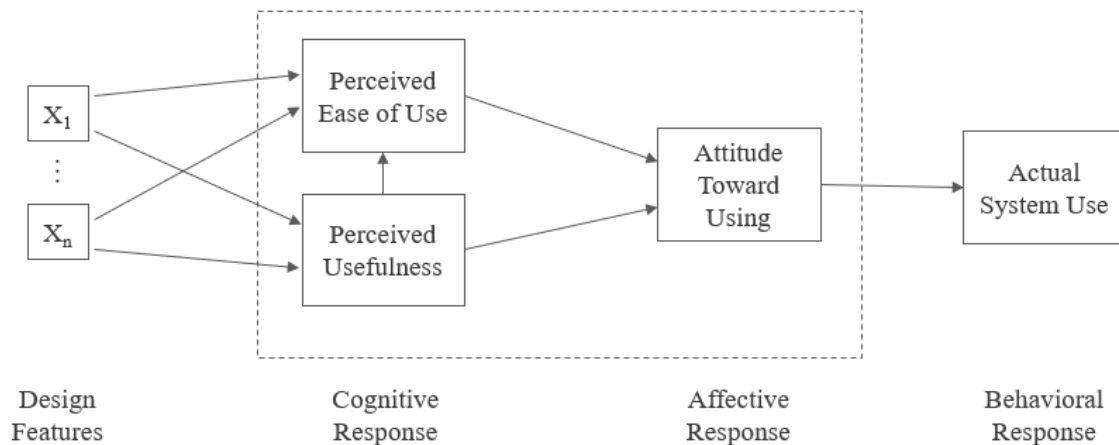 Perceived
Ease of Use
X₁
⋮
Xₙ
Perceived
Usefulness
Attitude
Toward
Using
Actual
System Use
Design
Features
Cognitive
Response
Affective
Response
Behavioral
Response